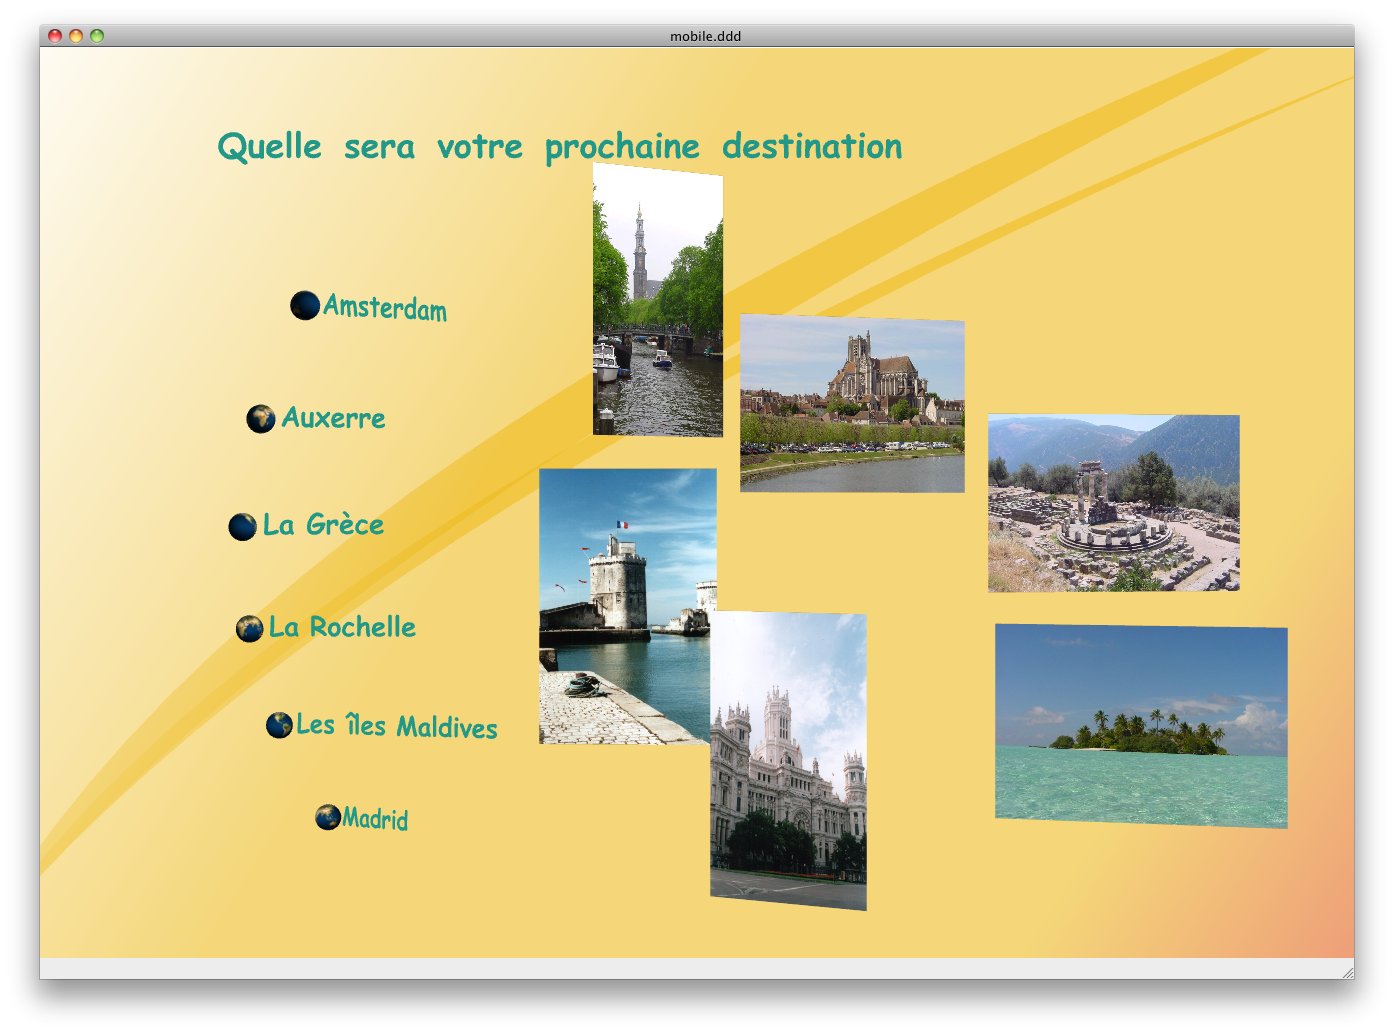 mobile.ddd
Quelle sera votre prochaine destination
Amsterdam
Auxerre
La Grèce
La Rochelle
Les îles Maldives
Madrid